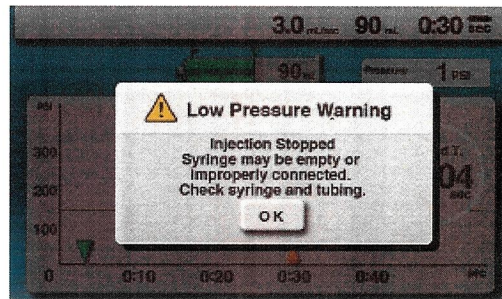 3.0 mL/sec 90 mL 0:30 SEC
90 mL Pressure 1 PSI
Low Pressure Warning
Injection Stopped
Syringe may be empty or
improperly connected.
Check syringe and tubing.
OK
PSI
300
200
100
04
SEC
0 0:10 0:20 0:30 0:40 SEC